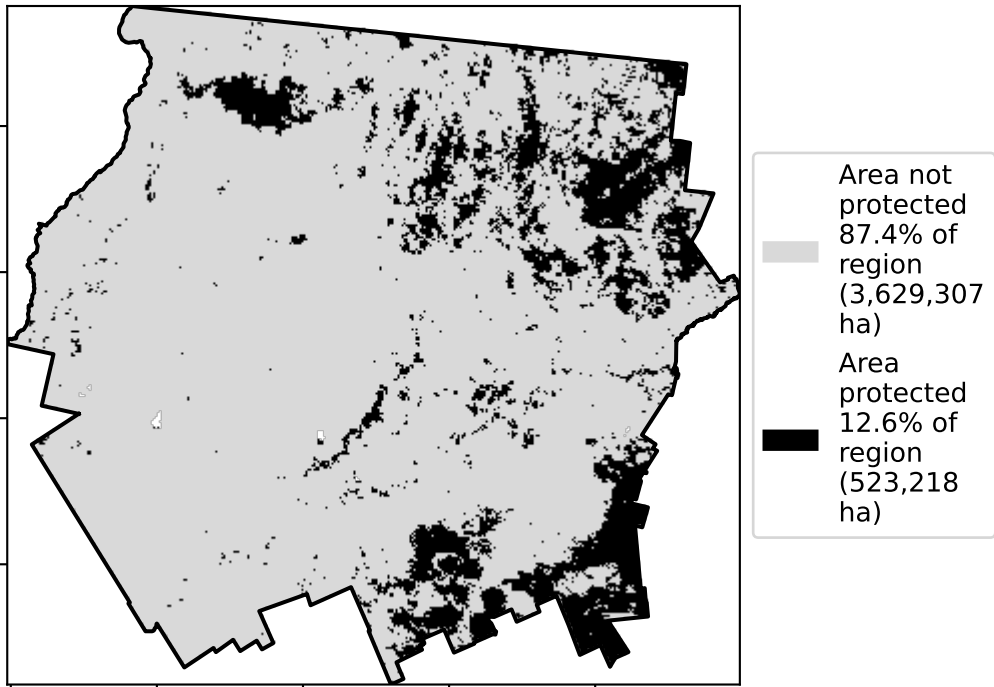 Area not
protected
87.4% of
region
(3,629,307
ha)
Area
protected
12.6% of
region
(523,218
ha)